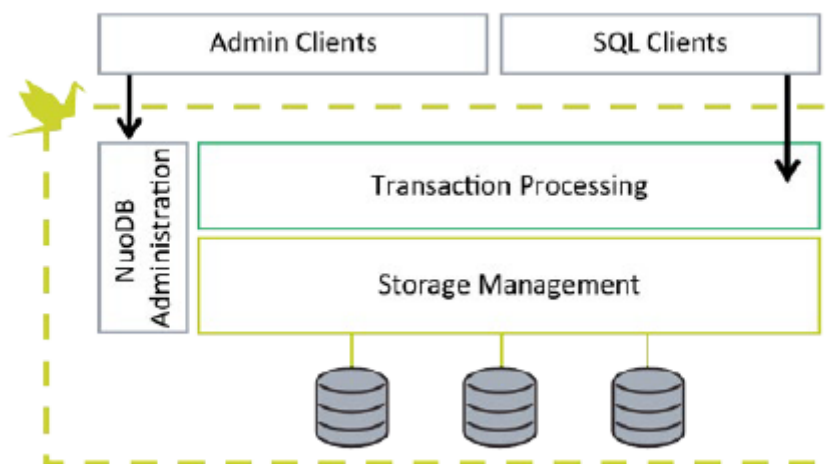 Admin Clients
SQL Clients
NuoDB
Administration
Transaction Processing
Storage Management